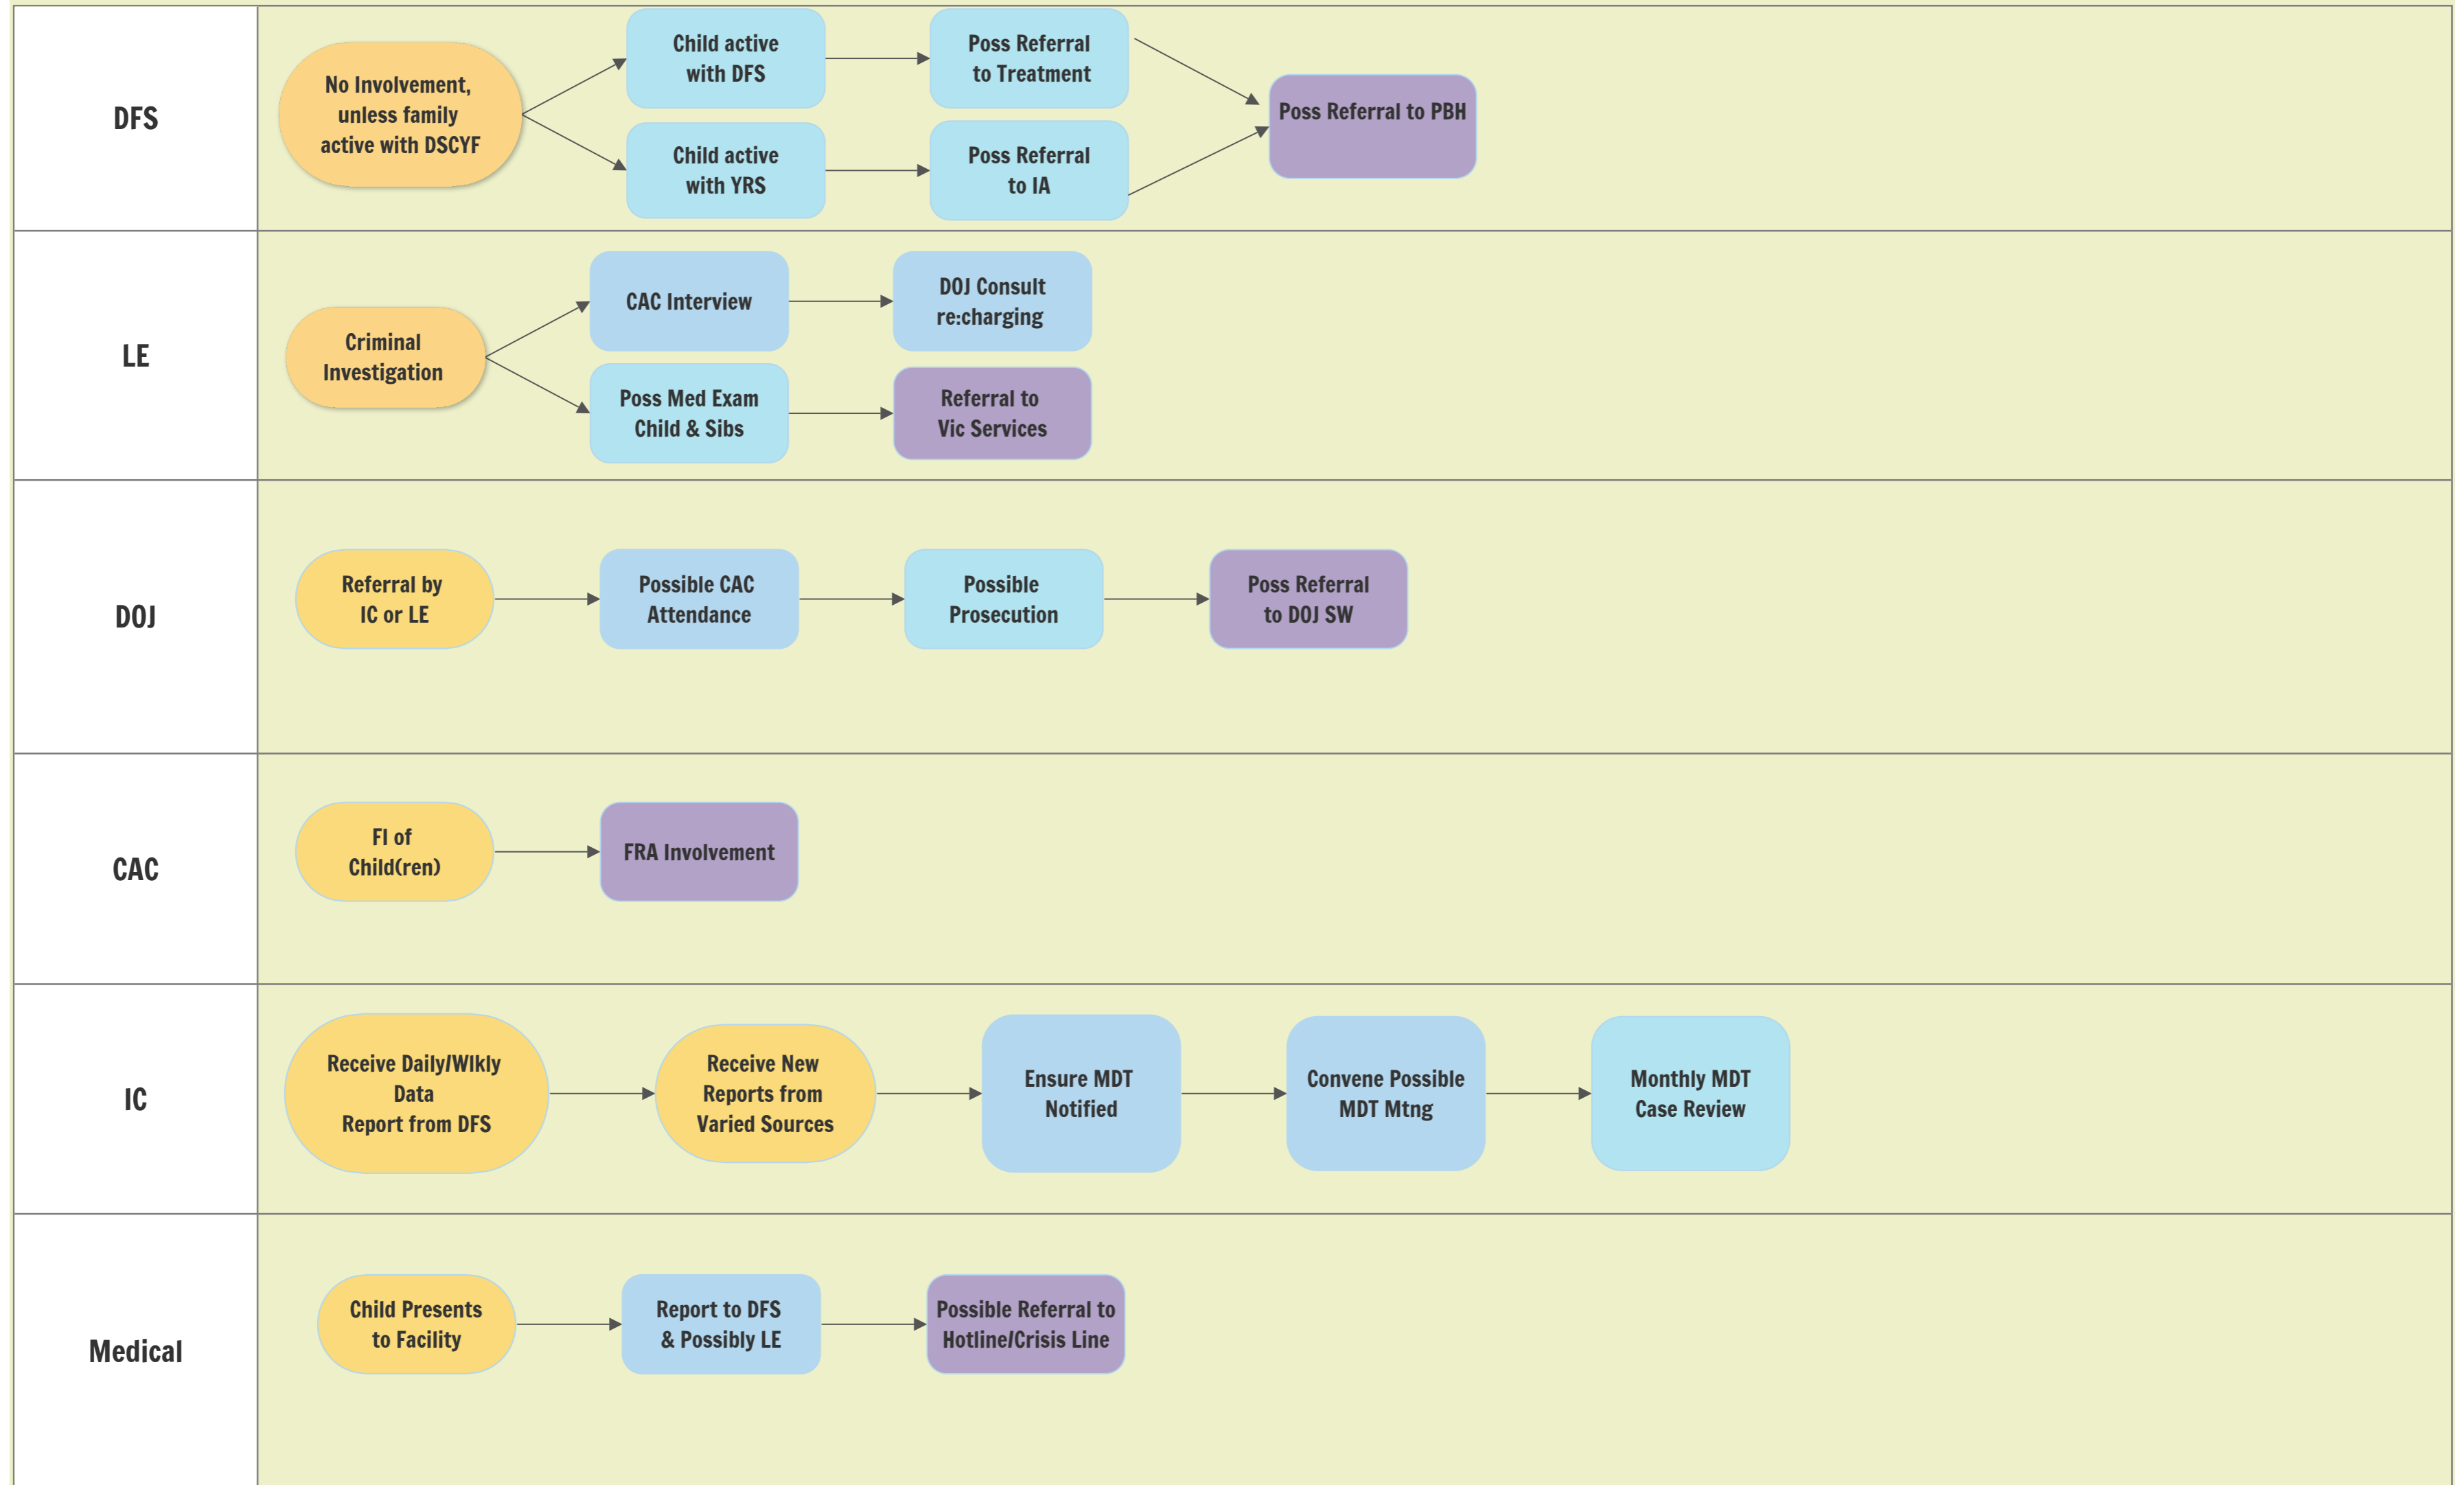 DFS
No Involvement,
unless family
active with DSCYF
Child active
with DFS
Poss Referral
to Treatment
Child active
with YRS
Poss Referral
to IA
Poss Referral to PBH
LE
Criminal
Investigation
CAC Interview
DOJ Consult
re:charging
Poss Med Exam
Child & Sibs
Referral to
Vic Services
DOJ
Referral by
IC or LE
Possible CAC
Attendance
Possible
Prosecution
Poss Referral
to DOJ SW
CAC
FI of
Child(ren)
FRA Involvement
IC
Receive Daily/Wlkly
Data
Report from DFS
Receive New
Reports from
Varied Sources
Ensure MDT
Notified
Convene Possible
MDT Mtng
Monthly MDT
Case Review
Medical
Child Presents
to Facility
Report to DFS
& Possibly LE
Possible Referral to
Hotline/Crisis Line